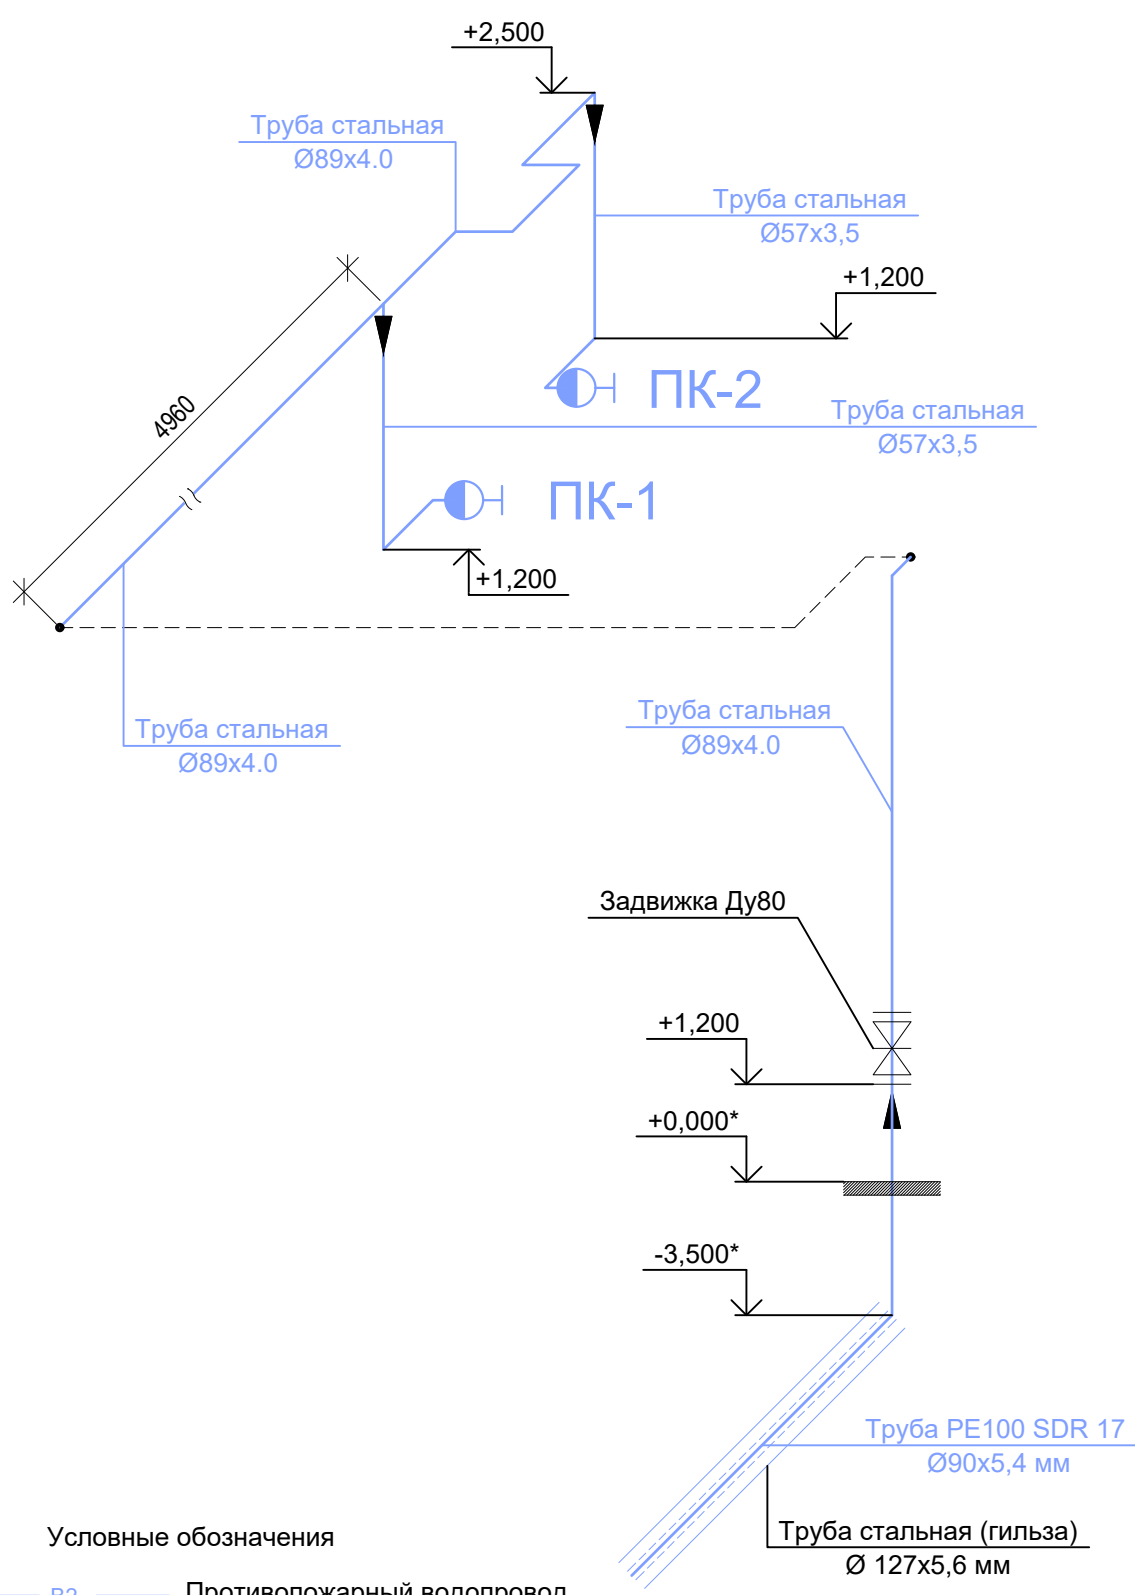 +2,500
Труба стальная
Ø89x4.0
Труба стальная
Ø57x3,5
+1,200
ПК-2
4960
Труба стальная
Ø57x3,5
ПК-1
+1,200
Труба стальная
Ø89x4.0
Труба стальная
Ø89x4.0
Задвижка Ду80
+1,200
+0,000*
-3,500*
Труба PE100 SDR 17
Ø90x5,4 мм
Труба стальная (гильза)
Ø 127x5,6 мм
Условные обозначения
В2 Противопожарный водопровод